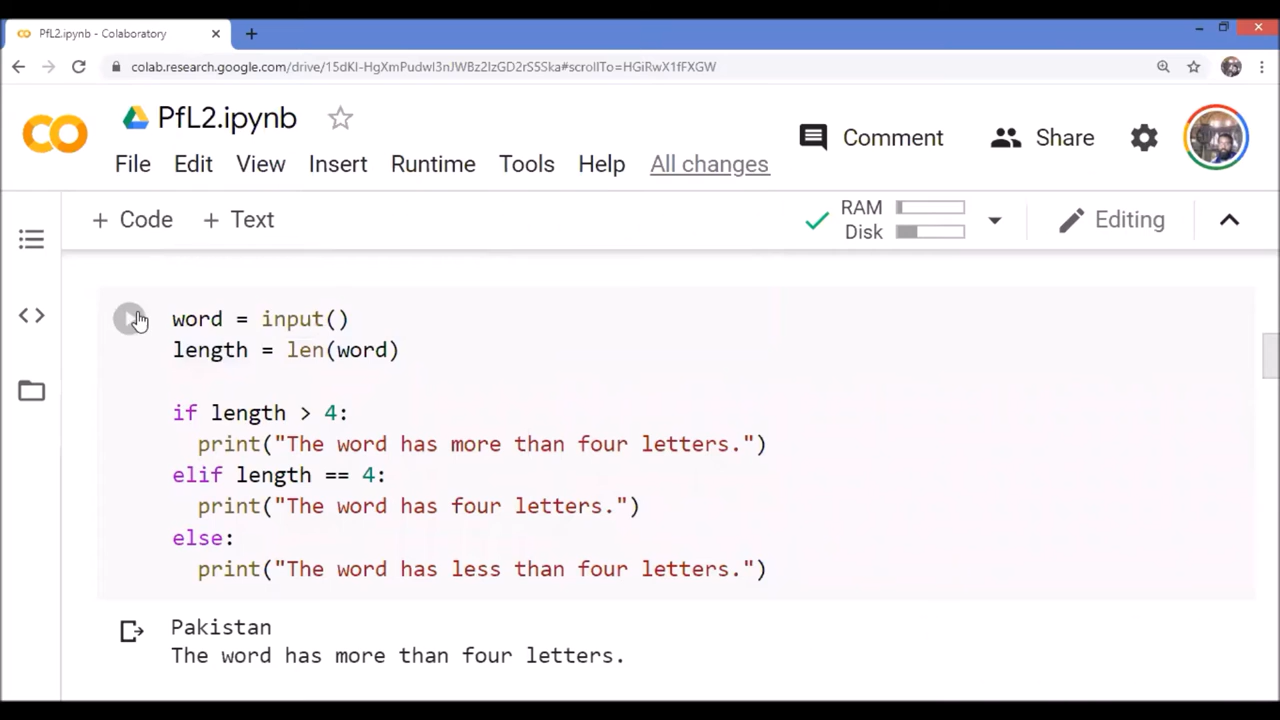 PfL2.ipynb - Colaboratory
colab.research.google.com/drive/15dKI-HgXmPudwI3nJWBz2IzGD2rS5Ska#scrollTo=HGiRwX1fFXGW
PfL2.ipynb
File Edit View Insert Runtime Tools Help All changes
Comment Share
+ Code + Text
RAM
Disk
Editing
word = input()
length = len(word)
if length > 4:
print("The word has more than four letters.")
elif length == 4:
print("The word has four letters.")
else:
print("The word has less than four letters.")
Pakistan
The word has more than four letters.